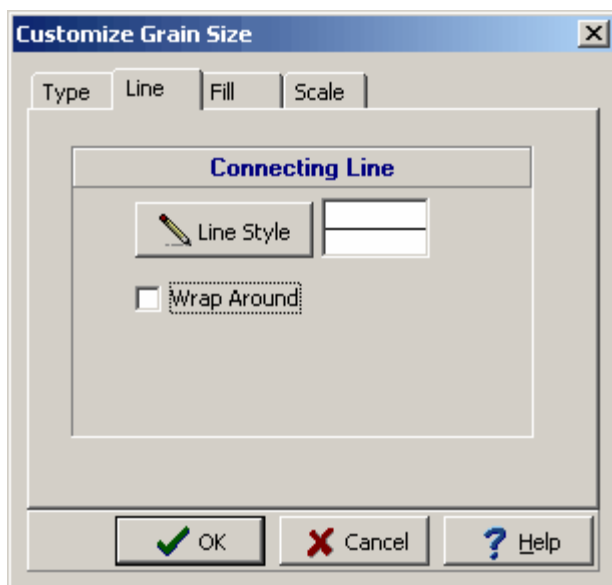 Customize Grain Size
Type Line Fill Scale
Connecting Line
Line Style
Wrap Around
OK Cancel Help